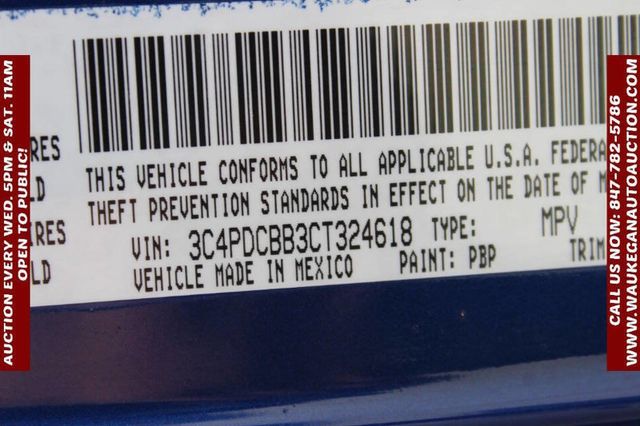 AUCTION EVERY WED. 5PM & SAT. 11AM
OPEN TO PUBLIC!
RES
LD
IRES
LD
THIS VEHICLE CONFORMS TO ALL APPLICABLE U.S.A. FEDERA
THEFT PREVENTION STANDARDS IN EFFECT ON THE DATE OF M
VIN: 3C4PDCBB3CT324618 TYPE: MPV
VEHICLE MADE IN MEXICO PAINT: PBP TRIM
CALL US NOW: 847-782-5786
WWW.WAUKEGANAUTOAUCTION.COM